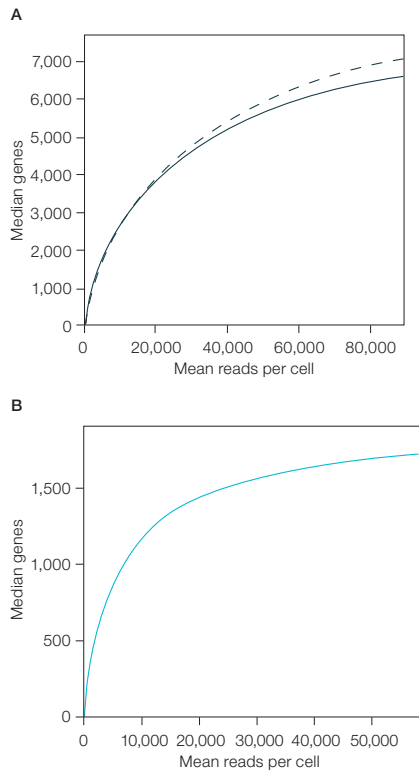 A
Median genes
7,000
6,000
5,000
4,000
3,000
2,000
1,000
0
0 20,000 40,000 60,000 80,000
Mean reads per cell
B
Median genes
1,500
1,000
500
0
0 10,000 20,000 30,000 40,000 50,000
Mean reads per cell